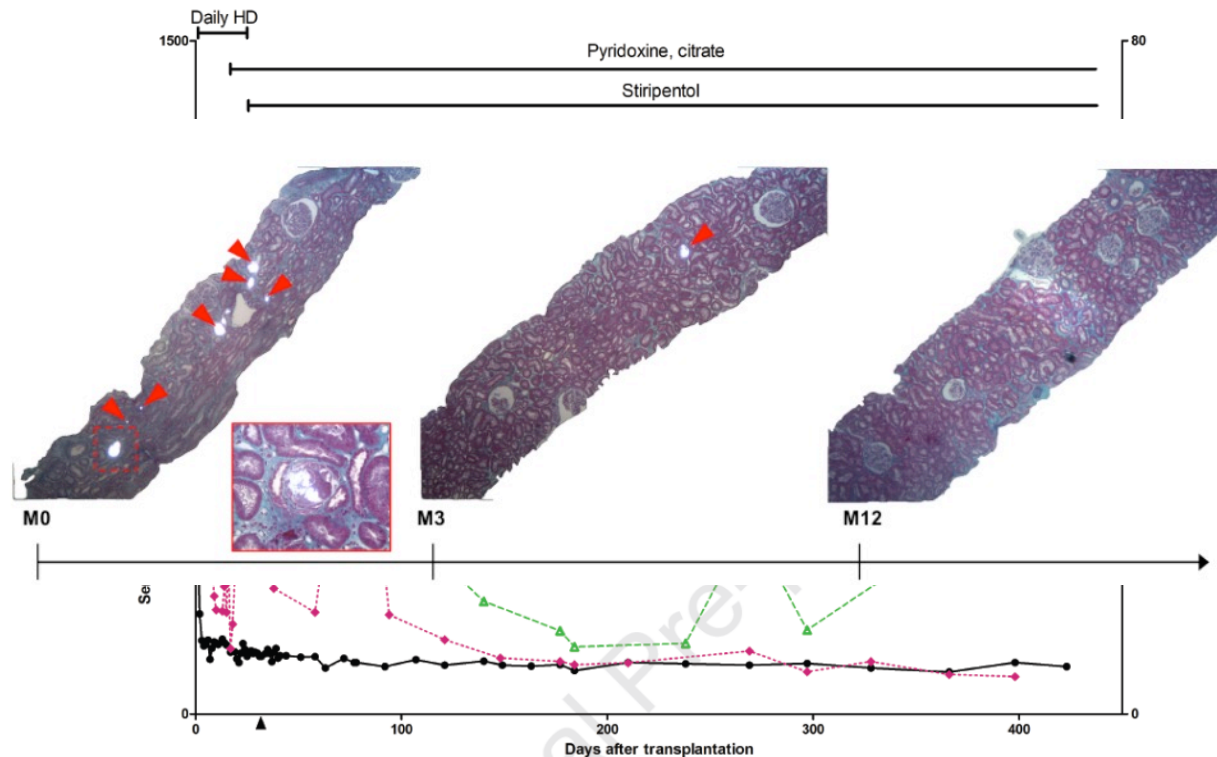 Daily HD
1500
80
Pyridoxine, citrate
Stiripentol
M0
M3
M12
0
0
0
100
200
300
400
Days after transplantation